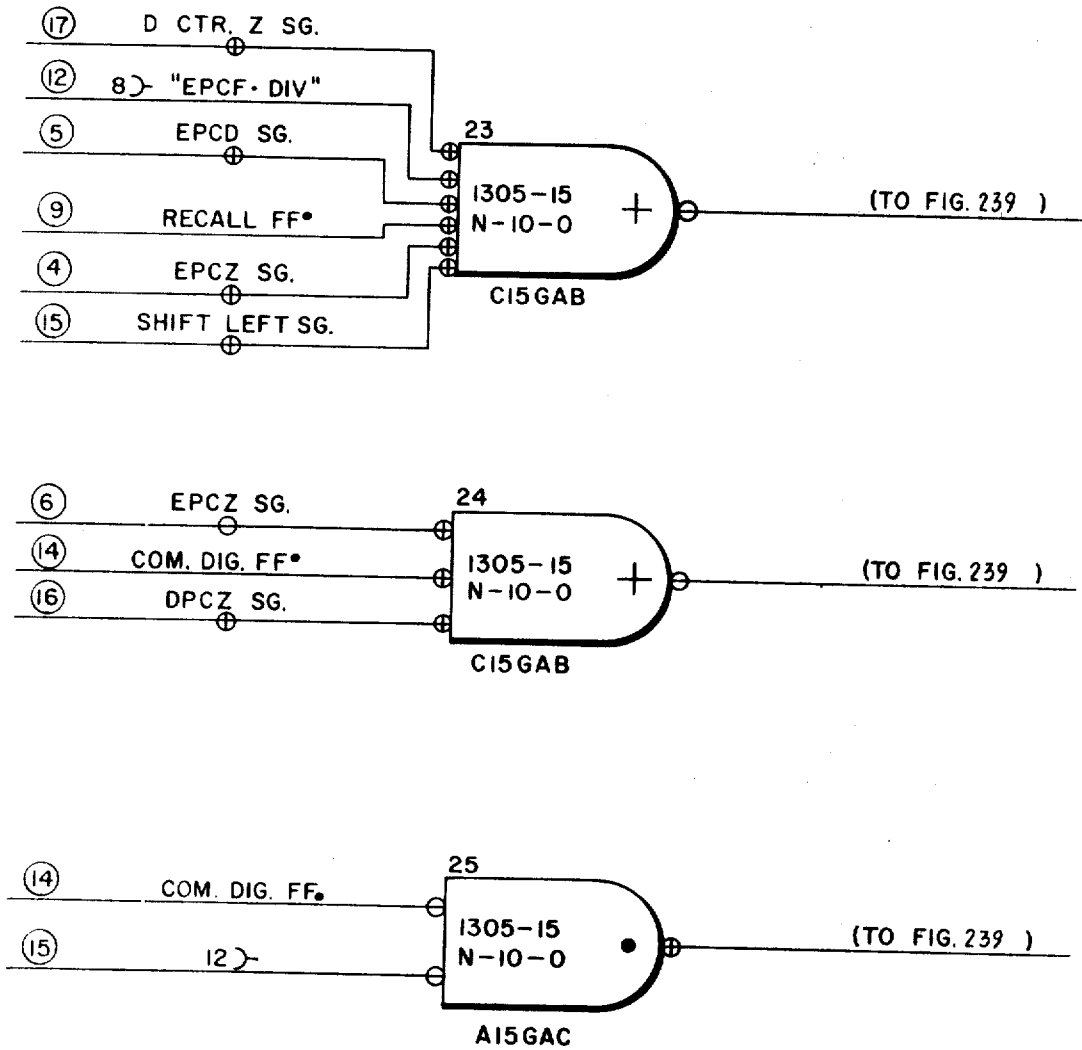 17 D CTR. Z SG.
12 8 "EPCF · DIV"
5 EPCD SG.
9 RECALL FF•
4 EPCZ SG.
15 SHIFT LEFT SG.
23
1305-15
N-10-0
+
C15GAB
(TO FIG. 239 )
6 EPCZ SG.
14 COM. DIG. FF•
16 DPCZ SG.
24
1305-15
N-10-0
+
C15GAB
(TO FIG. 239 )
14 COM. DIG. FF•
15 12
25
1305-15
N-10-0
•
A15GAC
(TO FIG. 239 )